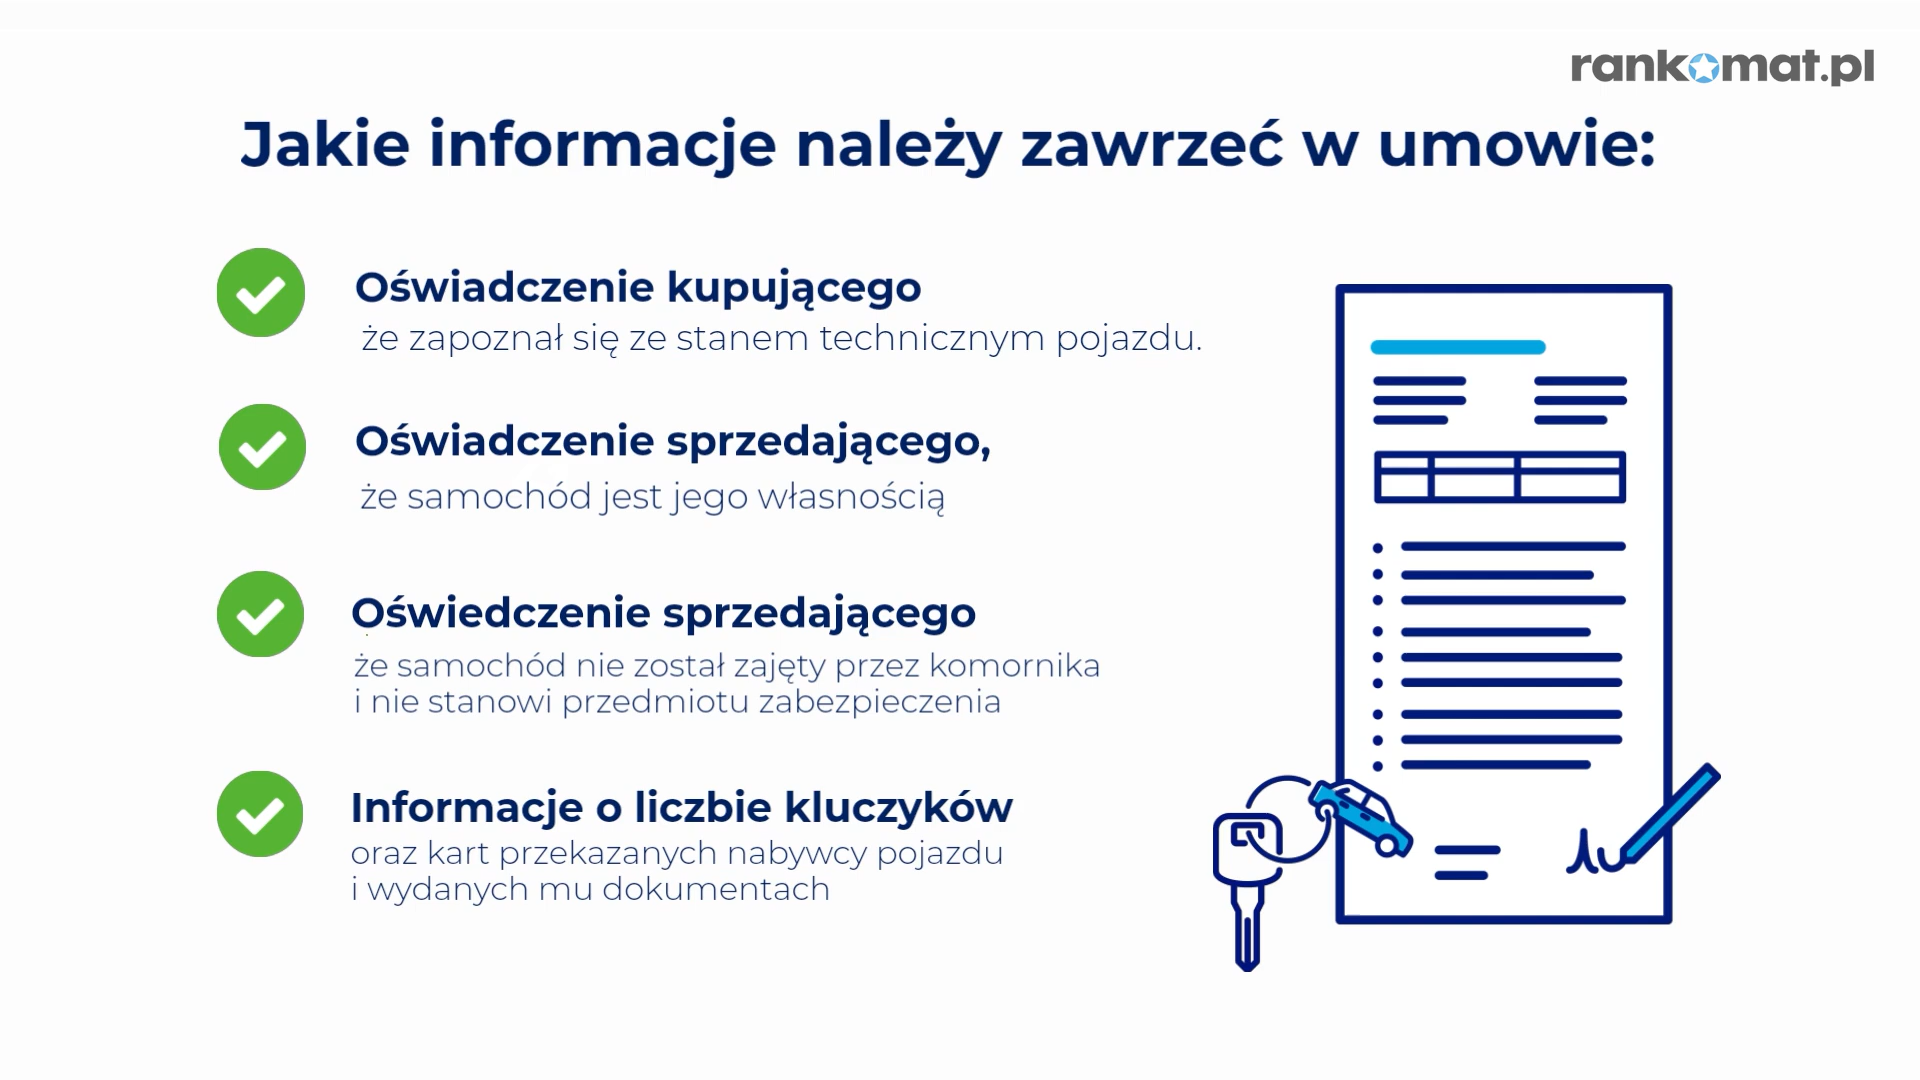 rankomat.pl
Jakie informacje należy zawrzeć w umowie:
Oświadczenie kupującego
że zapoznał się ze stanem technicznym pojazdu.
Oświadczenie sprzedającego,
że samochód jest jego własnością
Oświedczenie sprzedającego
że samochód nie został zajęty przez komornika
i nie stanowi przedmiotu zabezpieczenia
Informacje o liczbie kluczyków
oraz kart przekazanych nabywcy pojazdu
i wydanych mu dokumentach